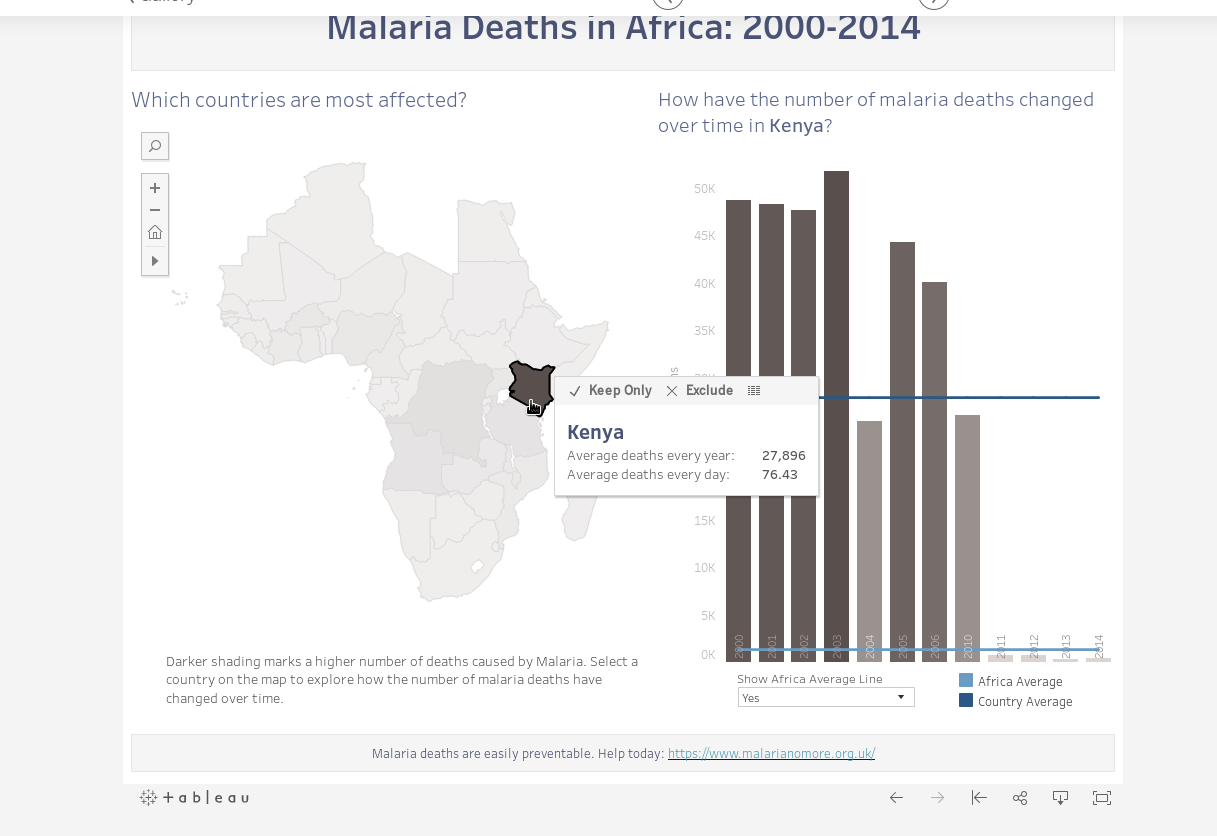 Gallery
Malaria Deaths in Africa: 2000-2014
Which countries are most affected?
How have the number of malaria deaths changed
over time in Kenya?
50K
45K
40K
35K
Keep Only
Exclude
Kenya
Average deaths every year: 27,896
Average deaths every day: 76.43
15K
10K
5K
0K
2000
2001
2002
2003
2004
2005
2006
2010
2011
2012
2013
2014
Darker shading marks a higher number of deaths caused by Malaria. Select a
country on the map to explore how the number of malaria deaths have
changed over time.
Show Africa Average Line
Yes
Africa Average
Country Average
Malaria deaths are easily preventable. Help today: https://www.malarianomore.org.uk/
+ableau